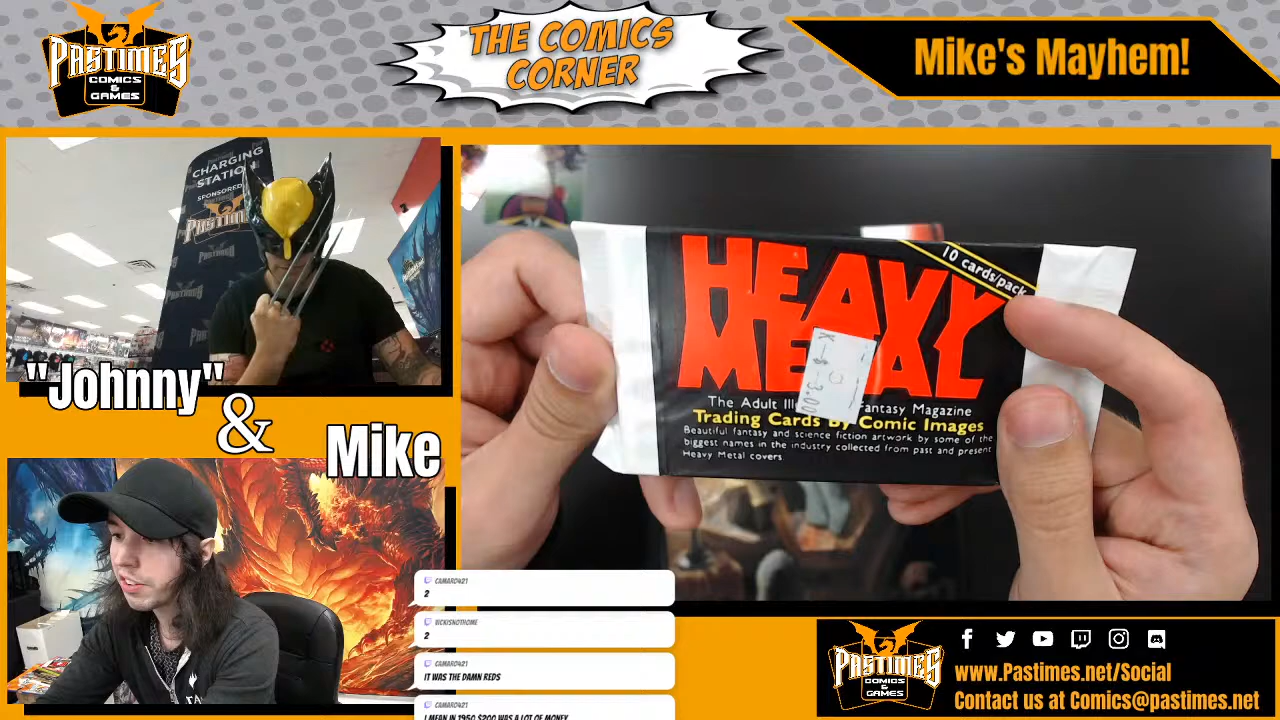 PASTIMES
COMICS
&
GAMES
THE COMICS
CORNER
Mike's Mayhem!
CHARGING
STATION
SPONSORED
PASTIMES
"Johnny"
&
Mike
HEAVY
METAL
10 cards/pack
3.00
The Adult Fantasy Magazine
Trading Cards By Comic Images
Beautiful fantasy and science fiction artwork by some of the
biggest names in the industry collected from past and present
Heavy Metal covers
CAMARO421
2
VICKISNOTHOME
2
CAMARO421
IT WAS THE DAMN REDS
CAMARO421
I MEAN IN 1950 $200 WAS A LOT OF MONEY
PASTIMES
COMICS
&
GAMES
www.Pastimes.net/Social
Contact us at Comics@pastimes.net